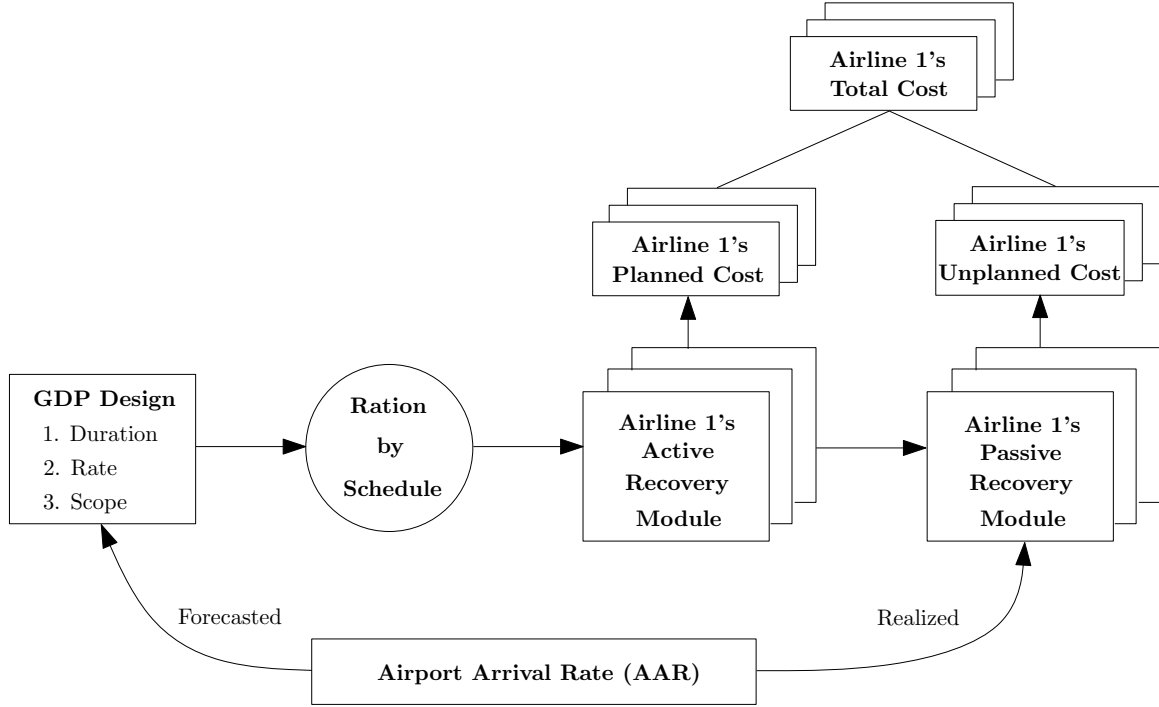 Airline 1's
Total Cost
Airline 1's
Planned Cost
Airline 1's
Unplanned Cost
GDP Design
1. Duration
2. Rate
3. Scope
Ration
by
Schedule
Airline 1's
Active
Recovery
Module
Airline 1's
Passive
Recovery
Module
Forecasted
Realized
Airport Arrival Rate (AAR)